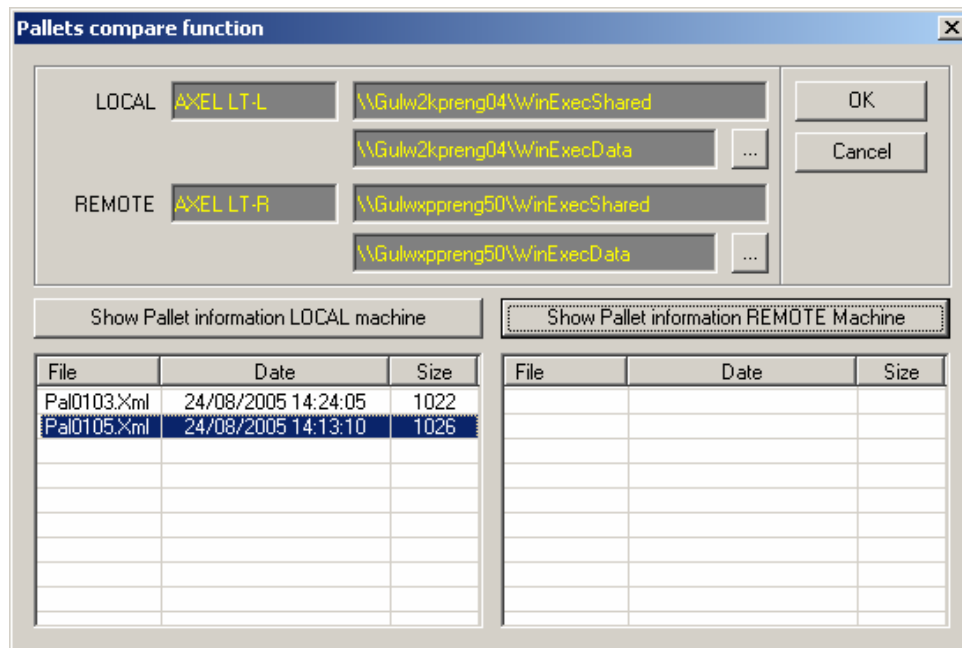 Pallets compare function
LOCAL AXEL LT-L \\Gulw2kpreng04\WinExecShared OK
\\Gulw2kpreng04\WinExecData ... Cancel
REMOTE AXEL LT-R \\Gulwxppreng50\WinExecShared
\\Gulwxppreng50\WinExecData ...
Show Pallet information LOCAL machine Show Pallet information REMOTE Machine
File Date Size File Date Size
Pal0103.Xml 24/08/2005 14:24:05 1022
Pal0105.Xml 24/08/2005 14:13:10 1026